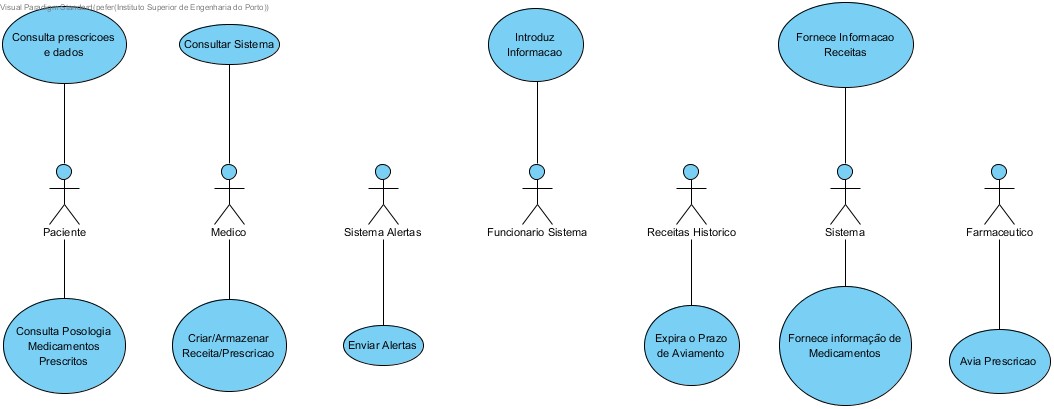 Visual Paradigm Standard(pefer(Instituto Superior de Engenharia do Porto))
Consulta prescricoes
e dados
Consultar Sistema
Introduz
Informacao
Fornece Informacao
Receitas
Paciente
Medico
Sistema Alertas
Funcionario Sistema
Receitas Historico
Sistema
Farmaceutico
Consulta Posologia
Medicamentos
Prescritos
Criar/Armazenar
Receita/Prescricao
Enviar Alertas
Expira o Prazo
de Aviamento
Fornece informação de
Medicamentos
Avia Prescricao